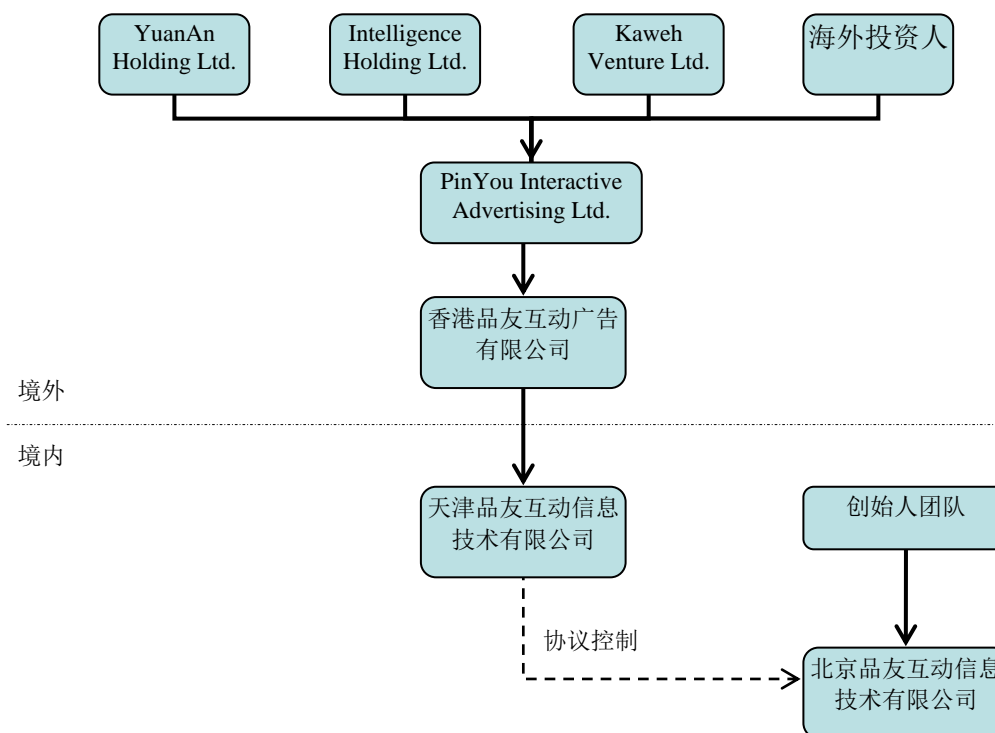 YuanAn
Holding Ltd.
Intelligence
Holding Ltd.
Kaweh
Venture Ltd.
海外投资人
PinYou Interactive
Advertising Ltd.
香港品友互动广告
有限公司
境外
境内
天津品友互动信息
技术有限公司
创始人团队
协议控制
北京品友互动信息
技术有限公司